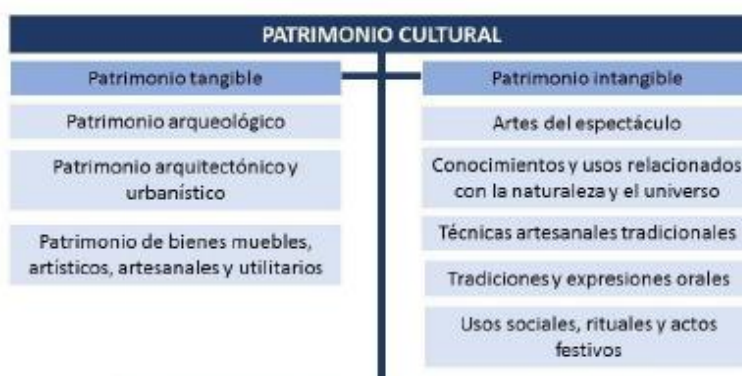 PATRIMONIO CULTURAL
Patrimonio tangible
Patrimonio arqueológico
Patrimonio arquitectónico y
urbanístico
Patrimonio de bienes muebles,
artísticos, artesanales y utilitarios
Patrimonio intangible
Artes del espectáculo
Conocimientos y usos relacionados
con la naturaleza y el universo
Técnicas artesanales tradicionales
Tradiciones y expresiones orales
Usos sociales, rituales y actos
festivos